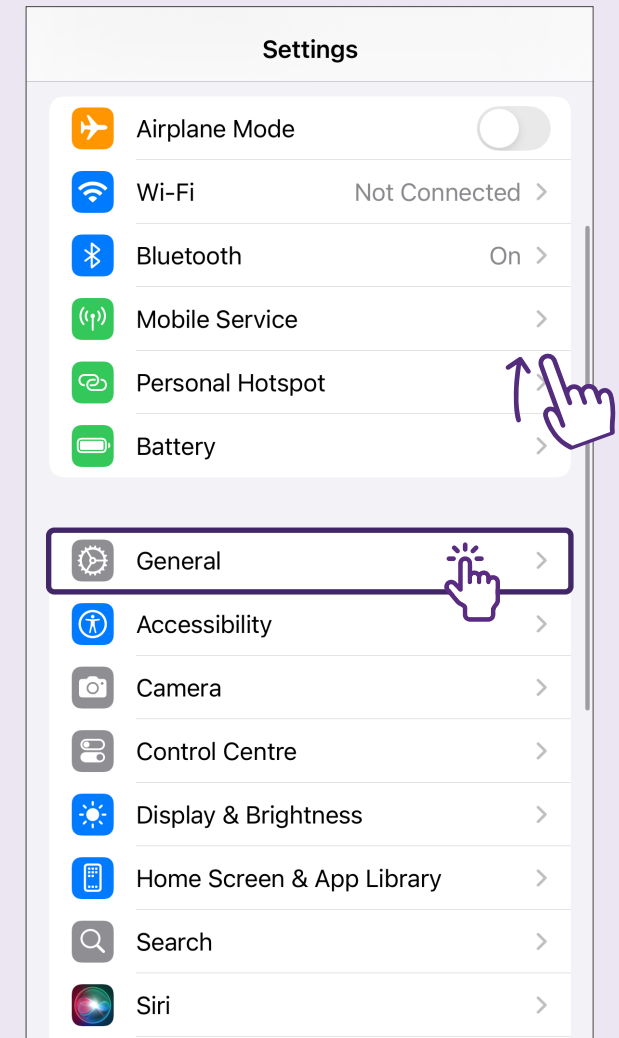 Settings
Airplane Mode
Wi-Fi Not Connected
Bluetooth On
Mobile Service
Personal Hotspot
Battery
General
Accessibility
Camera
Control Centre
Display & Brightness
Home Screen & App Library
Search
Siri